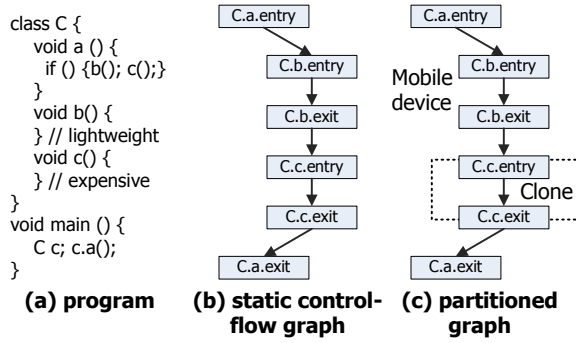 class C {
void a () {
if () {b(); c();}
}
void b() {
} // lightweight
void c() {
} // expensive
}
void main () {
C c; c.a();
}
(a) program
C.a.entry
C.b.entry
C.b.exit
C.c.entry
C.c.exit
C.a.exit
(b) static control-
flow graph
C.a.entry
C.b.entry
Mobile
device
C.b.exit
C.c.entry
Clone
C.c.exit
C.a.exit
(c) partitioned
graph